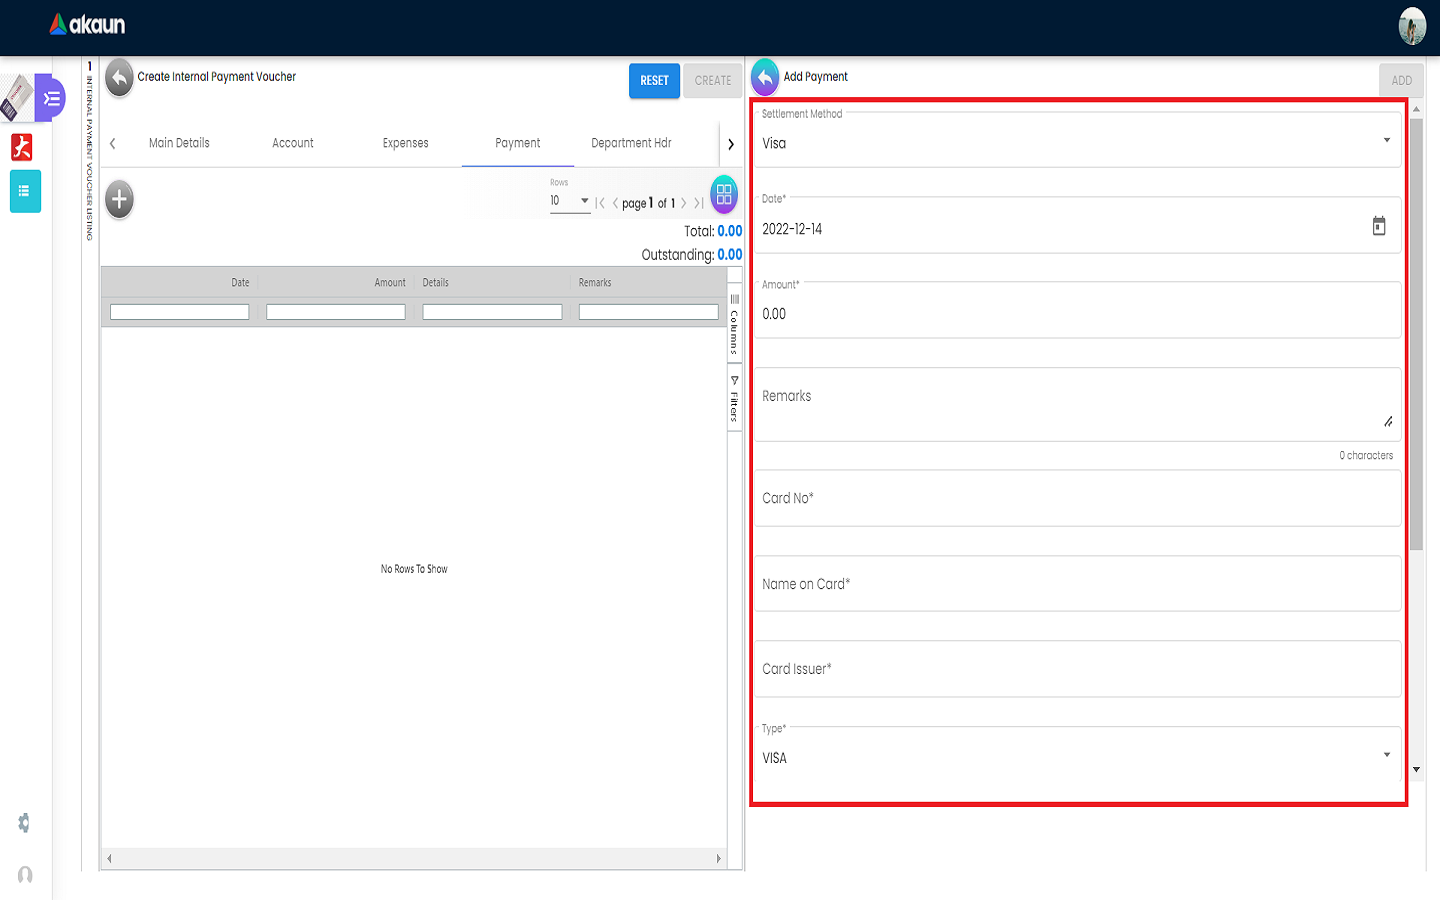 akaun
1 INTERNAL PAYMENT VOUCHER LISTING
Create Internal Payment Voucher
RESET
CREATE
Main Details
Account
Expenses
Payment
Department Hdr
Rows
10
page 1 of 1
Total: 0.00
Outstanding: 0.00
Date
Amount
Details
Remarks
Columns
Filters
No Rows To Show
Add Payment
ADD
Settlement Method
Visa
Date*
2022-12-14
Amount*
0.00
Remarks
0 characters
Card No*
Name on Card*
Card Issuer*
Type*
VISA